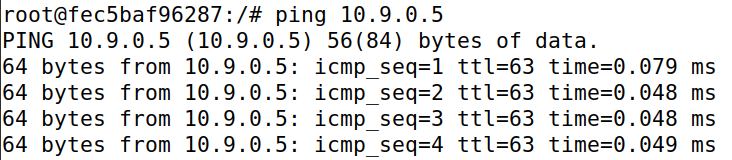 root@fec5baf96287:/# ping 10.9.0.5
PING 10.9.0.5 (10.9.0.5) 56(84) bytes of data.
64 bytes from 10.9.0.5: icmp_seq=1 ttl=63 time=0.079 ms
64 bytes from 10.9.0.5: icmp_seq=2 ttl=63 time=0.048 ms
64 bytes from 10.9.0.5: icmp_seq=3 ttl=63 time=0.048 ms
64 bytes from 10.9.0.5: icmp_seq=4 ttl=63 time=0.049 ms